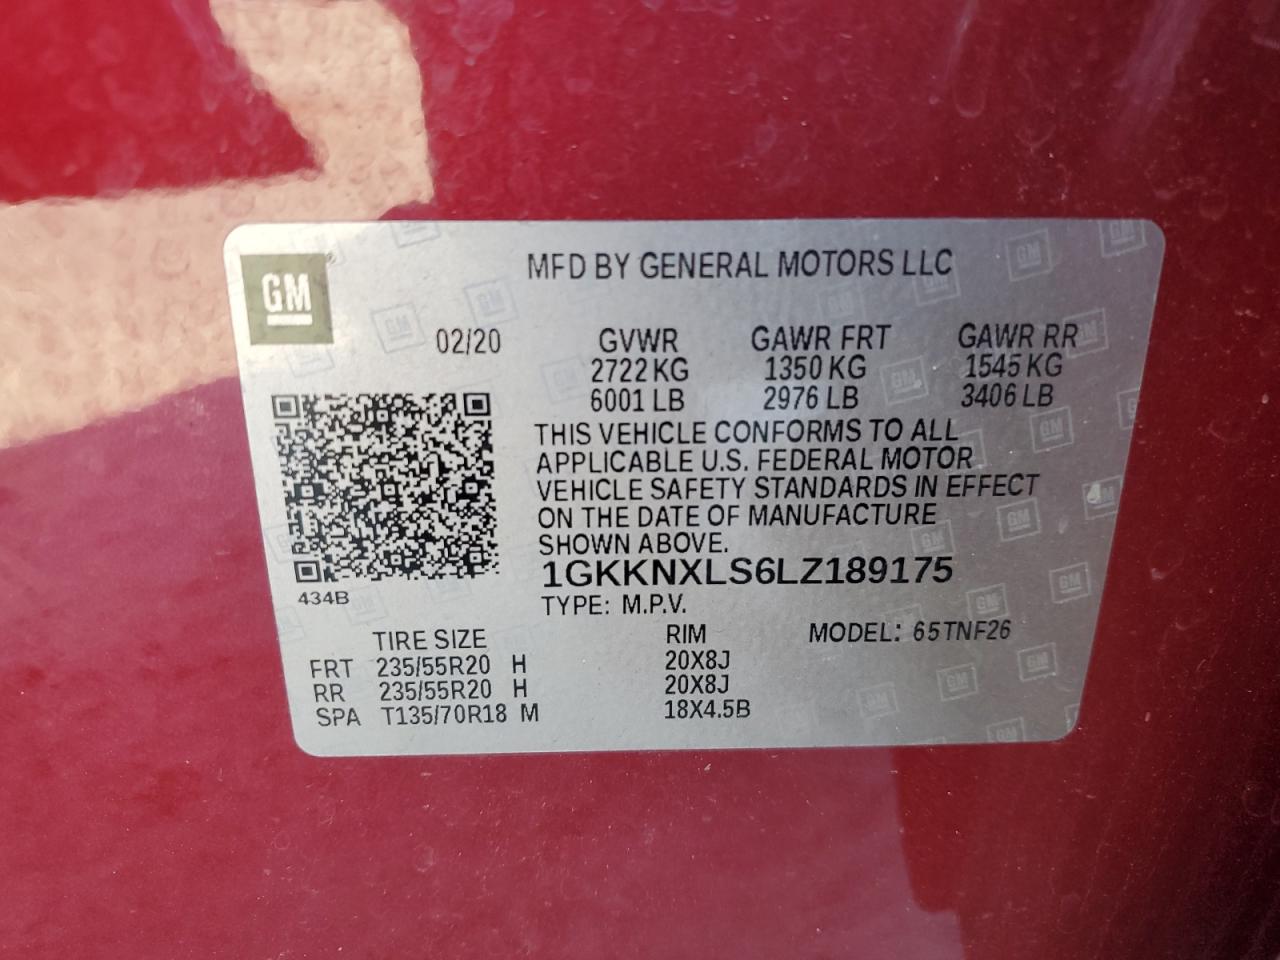 MFD BY GENERAL MOTORS LLC
GM
02/20 GVWR GAWR FRT GAWR RR
2722 KG 1350 KG 1545 KG
6001 LB 2976 LB 3406 LB
THIS VEHICLE CONFORMS TO ALL
APPLICABLE U.S. FEDERAL MOTOR
VEHICLE SAFETY STANDARDS IN EFFECT
ON THE DATE OF MANUFACTURE
SHOWN ABOVE.
1GKKNXLS6LZ189175
434B
TYPE: M.P.V.
TIRE SIZE RIM MODEL: 65TNF26
FRT 235/55R20 H 20X8J
RR 235/55R20 H 20X8J
SPA T135/70R18 M 18X4.5B